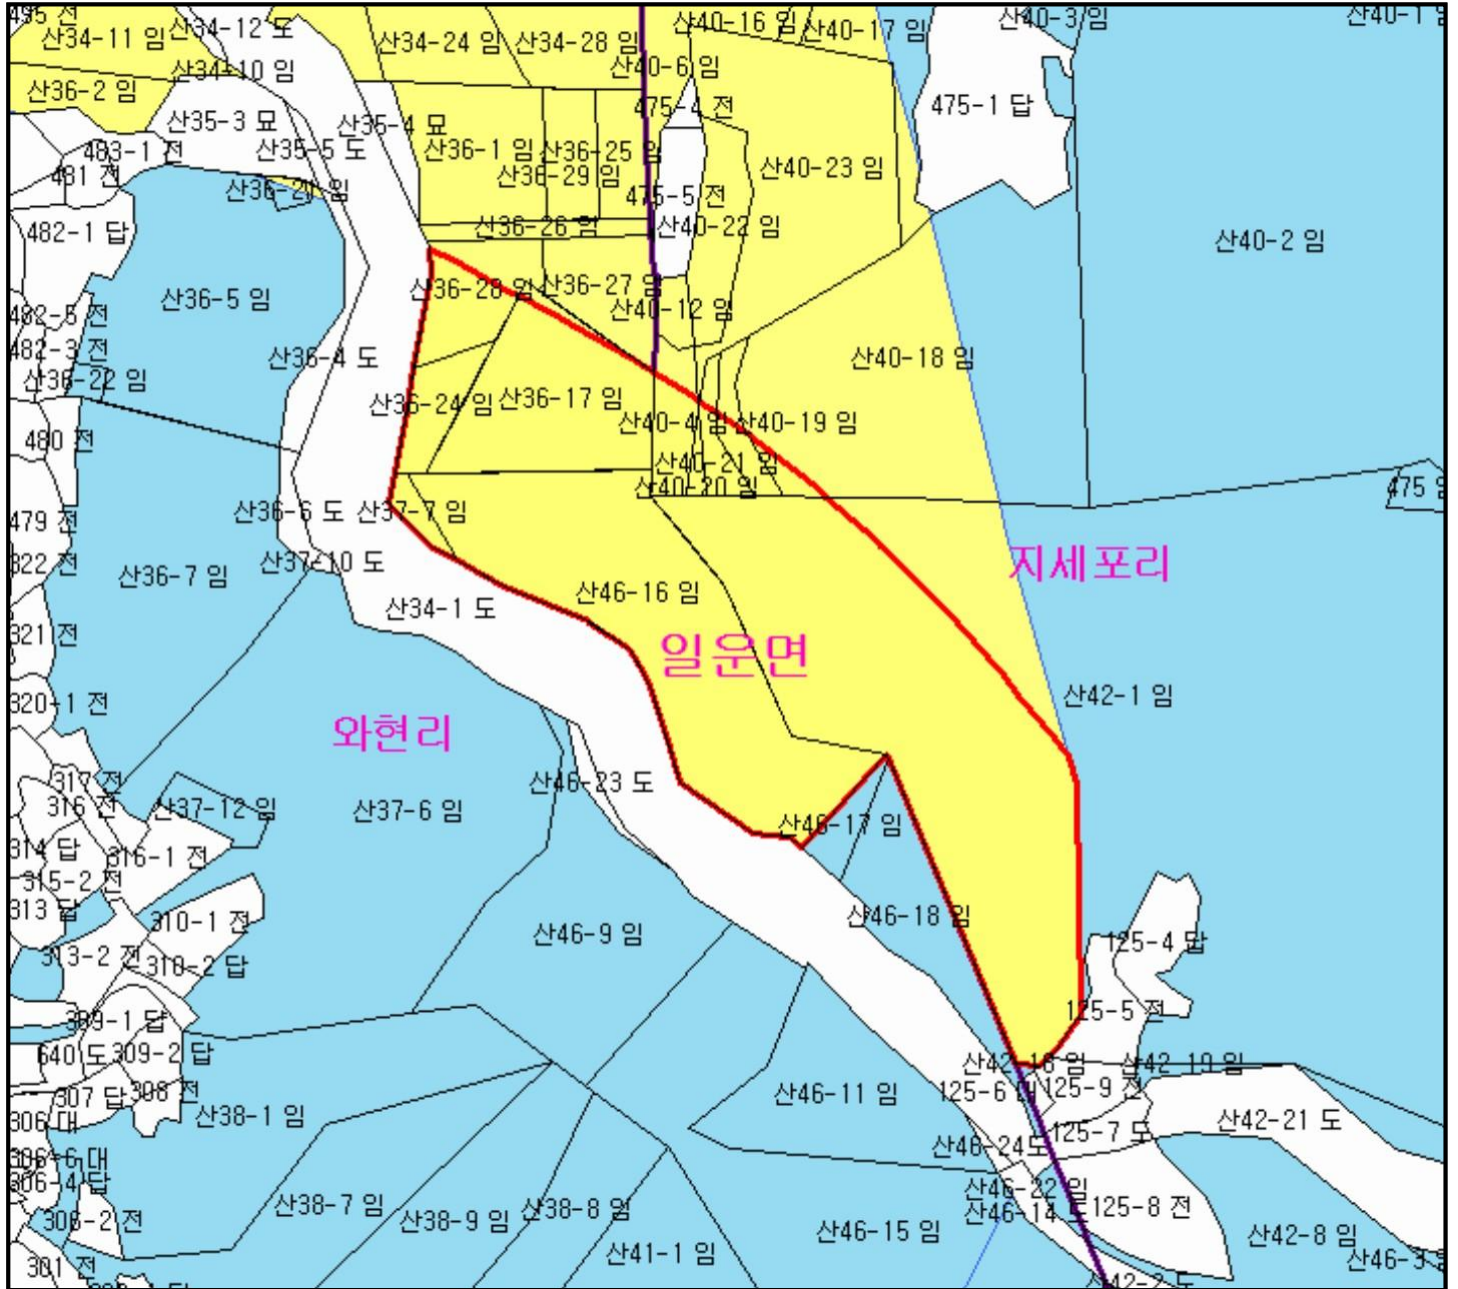 495 전
산34-11 임
산34-12 도
산34-10 임
산36-2 임
산34-24 임
산34-28 임
산40-16 임
산40-17 임
산40-3 임
산40-1 임
산40-6 임
475-4 전
475-1 답
산35-3 묘
산35-4 묘
산35-5 도
483-1 전
481 전
산36-1 임
산36-25 임
산36-29 임
산40-23 임
475-5 전
482-1 답
산36-26 임
산40-22 임
산40-2 임
산36-5 임
산36-28 임
산36-27 임
산40-12 임
482-5 전
482-3 전
산36-22 임
산36-4 도
산40-18 임
산36-24 임
산36-17 임
산40-4 임
산40-19 임
480 전
산40-21 임
산40-20 임
479 전
산36-6 도
산37-7 임
322 전
산36-7 임
산37-10 도
지세포리
산34-1 도
산46-16 임
321 전
일운면
320-1 전
와현리
산42-1 임
317 전
316 전
산37-12 임
산37-6 임
산46-23 도
산46-17 임
314 답
316-1 전
315-2 전
313 답
310-1 전
산46-9 임
산46-18 임
125-4 답
313-2 전
310-2 답
309-1 답
125-5 전
640 도
309-2 답
산42-18 임
산42-19 임
307 답
308 전
산38-1 임
산46-11 임
125-9 전
306 대
산42-21 도
산46-24 도
125-7 도
306-6 대
306-4 답
306-2 전
산38-7 임
산38-9 임
산38-8 임
산46-15 임
산46-22 임
산46-14 도
125-8 전
산42-8 임
산41-1 임
301 전
산42-2 도